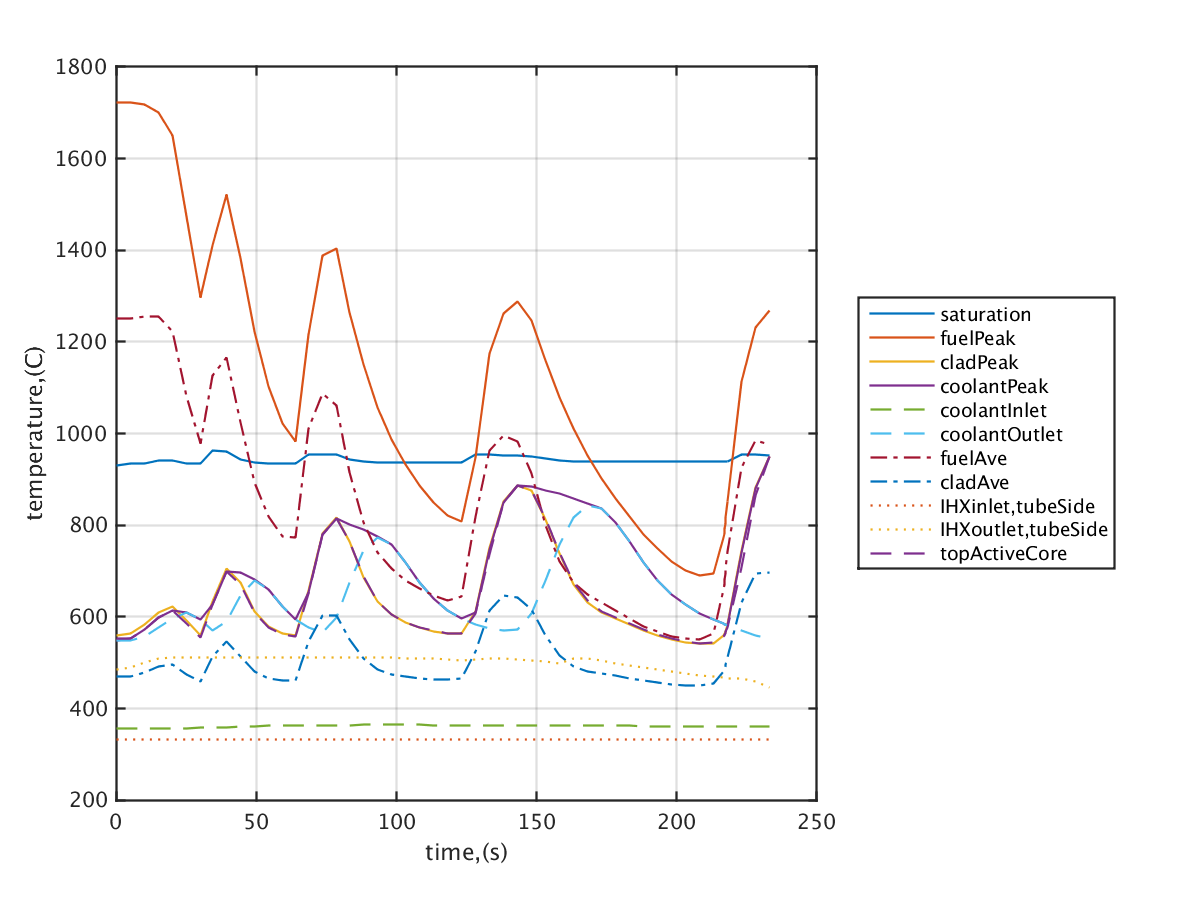 1800
1600
1400
1200
1000
800
600
400
200
0 50 100 150 200 250
temperature,(C)
time,(s)
saturation
fuelPeak
cladPeak
coolantPeak
coolantInlet
coolantOutlet
fuelAve
cladAve
IHXinlet,tubeSide
IHXoutlet,tubeSide
topActiveCore